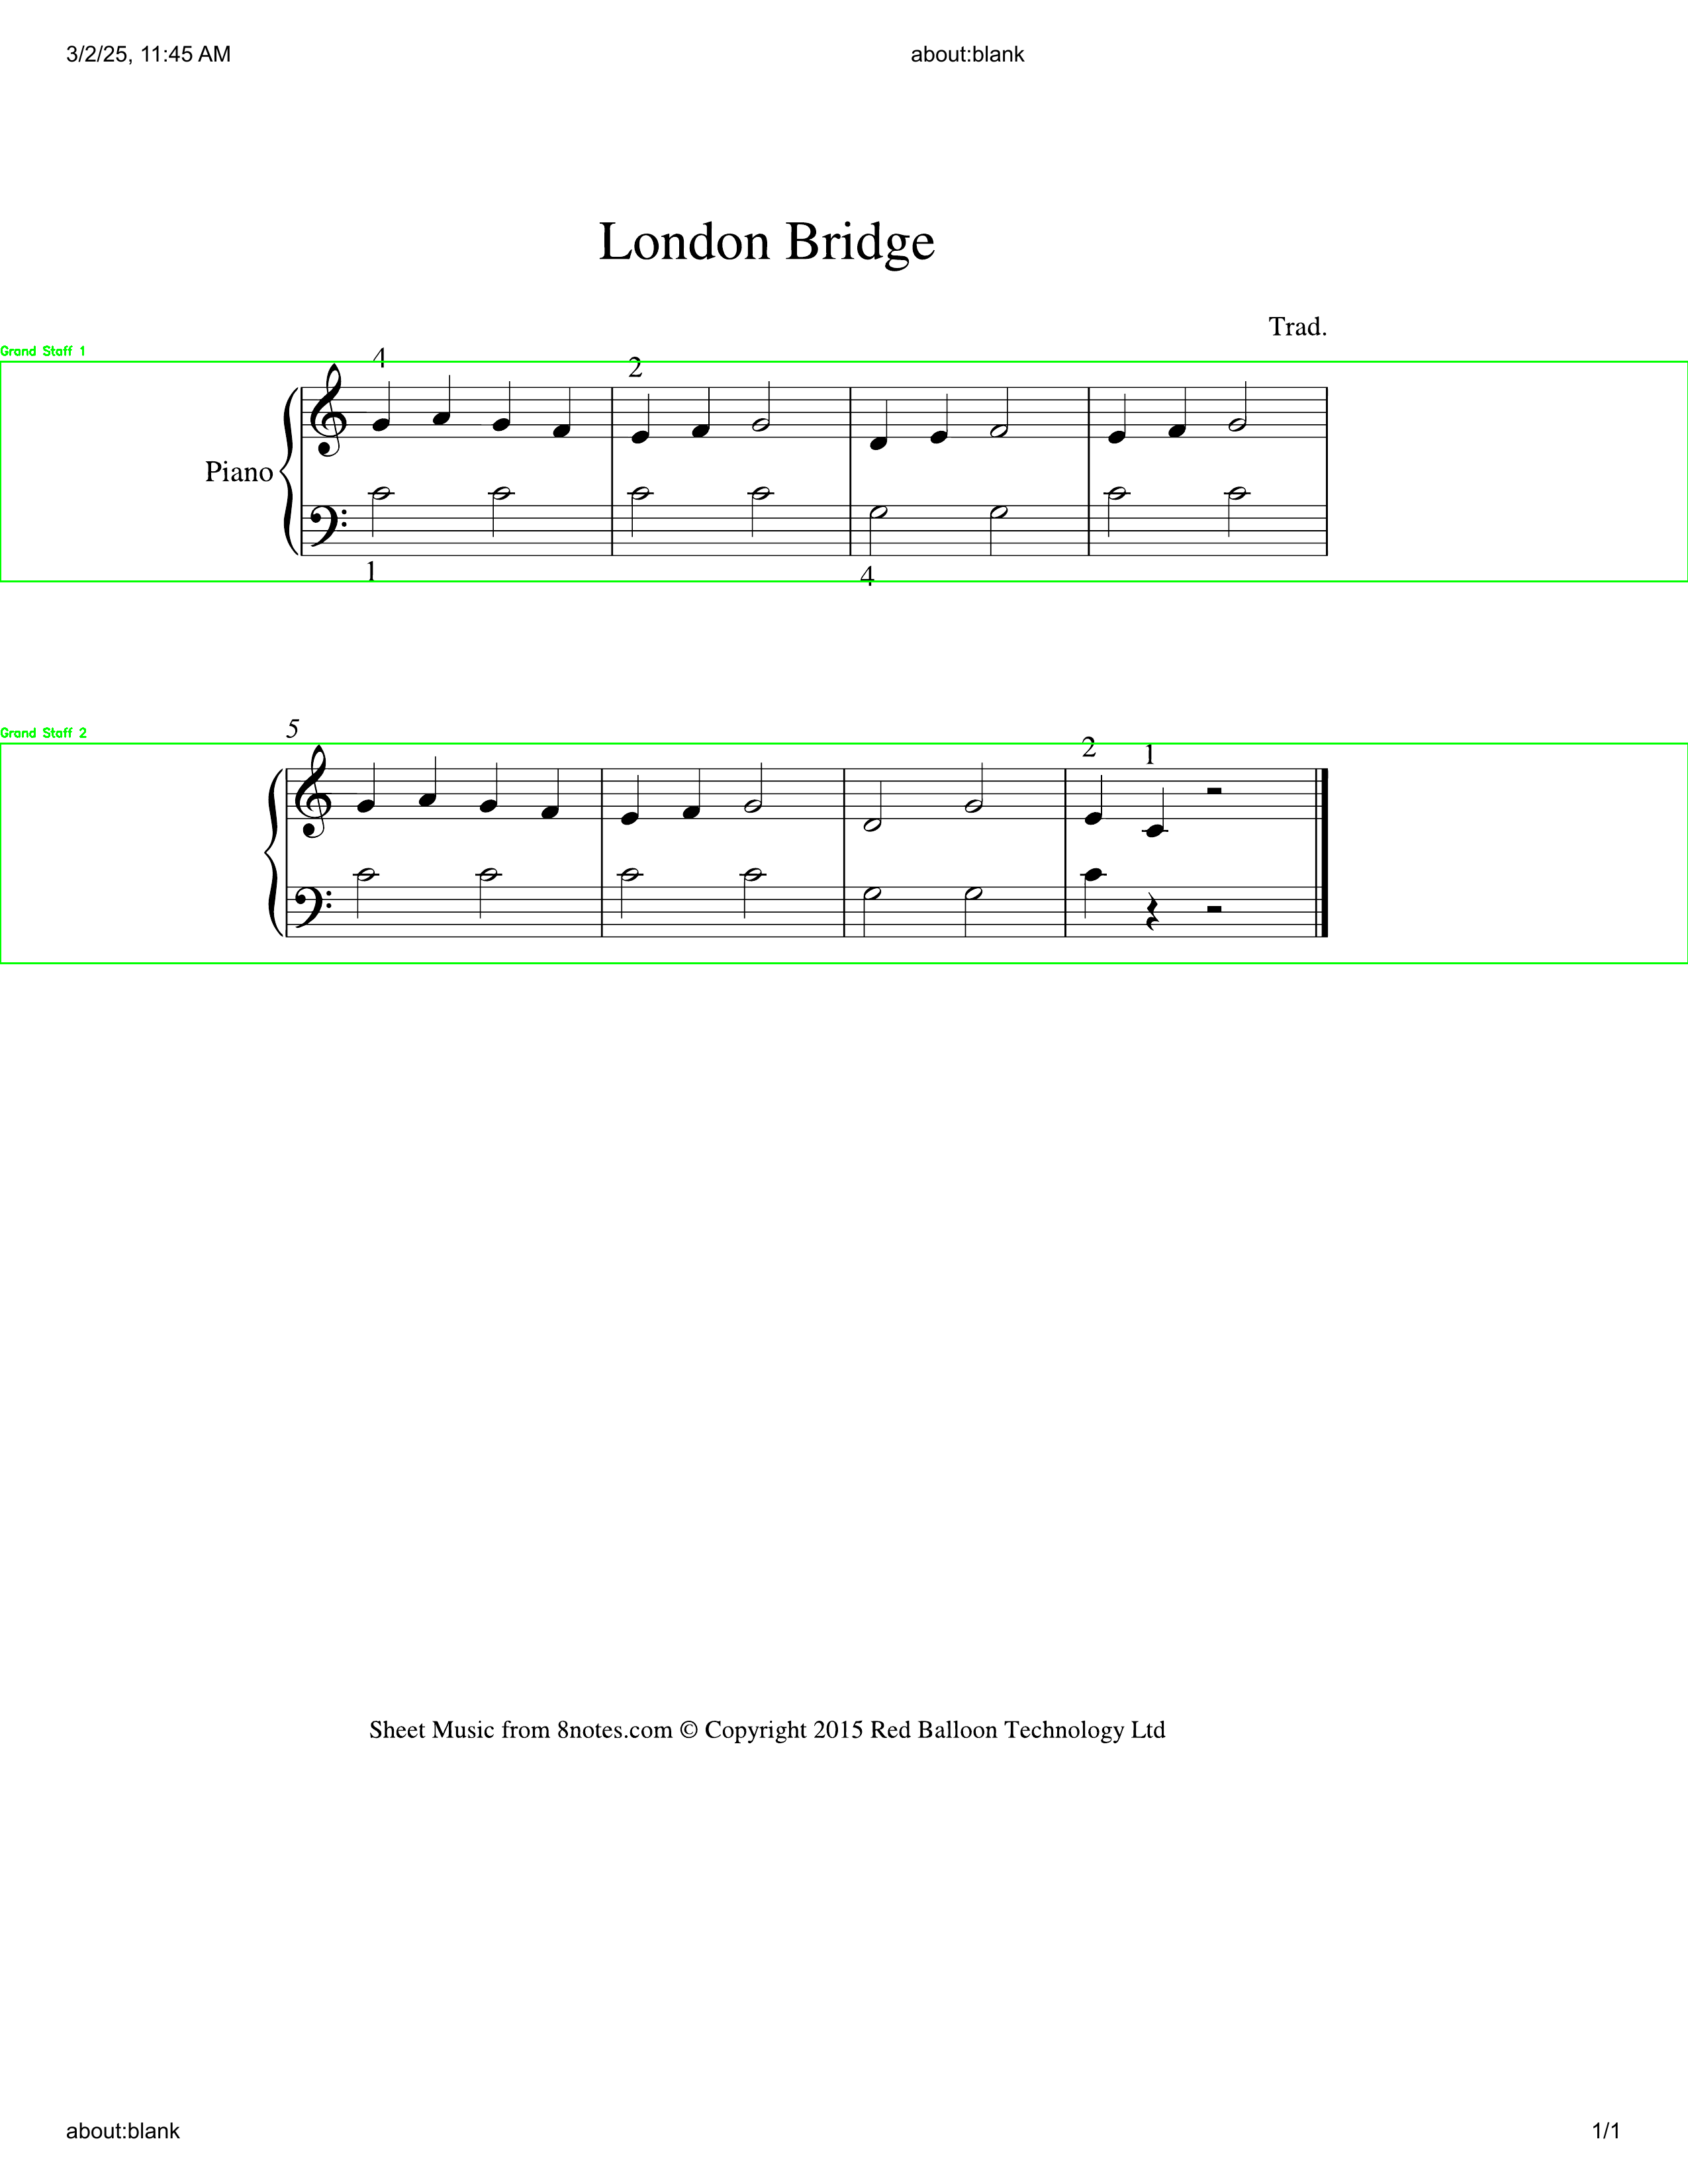 3/2/25, 11:45 AM about:blank
London Bridge
Trad.
Grand Staff 1
4 2
Piano
1 4
5
Grand Staff 2
2 1
Sheet Music from 8notes.com © Copyright 2015 Red Balloon Technology Ltd
about:blank 1/1